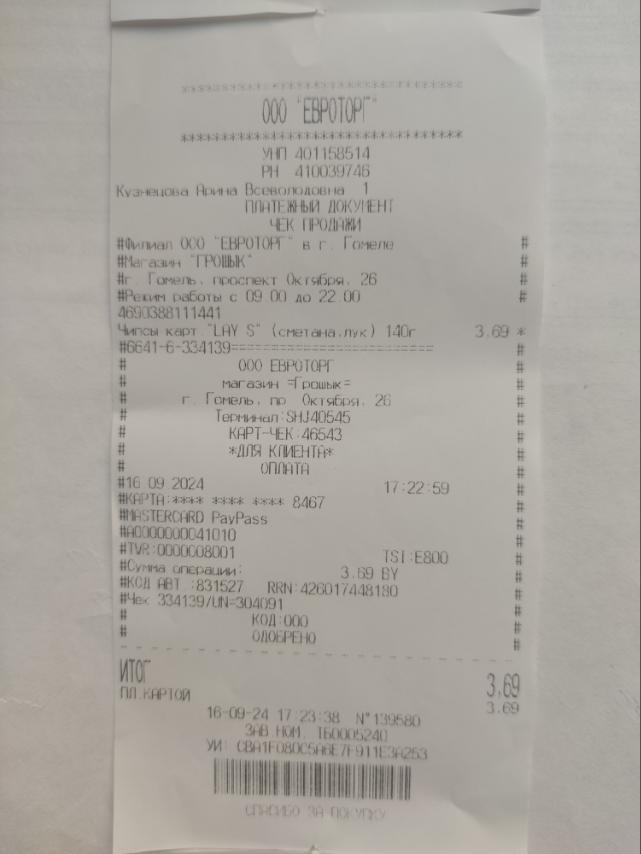 *********************************
ООО "ЕВРОТОРГ"
*********************************
УНП 401158514
РН 410039746
Кузнецова Арина Всеволодовна 1
ПЛАТЕЖНЫЙ ДОКУМЕНТ
ЧЕК ПРОДАЖИ
#Филиал ООО "ЕВРОТОРГ" в г. Гомеле #
#Магазин "ГРОШЫК" #
#г. Гомель, проспект Октября, 26 #
#Режим работы с 09.00 до 22.00 #
4690388111441
Чипсы карт."LAY S" (сметана,лук) 140г 3.69 *
#6641-6-334139========================= #
# ООО ЕВРОТОРГ #
# магазин =Грошык= #
# г. Гомель, пр. Октября, 26 #
# Терминал:SHJ40545 #
# КАРТ-ЧЕК:46543 #
# *ДЛЯ КЛИЕНТА* #
# ОПЛАТА #
#16.09.2024 17:22:59 #
#КАРТА:**** **** **** 8467 #
#MASTERCARD PayPass #
#A0000000041010 #
#TVR:0000008001 TSI:E800 #
#Сумма операции: 3.69 BY #
#КОД АВТ.:831527 RRN:426017448180 #
#Чек 334139/UN=304091 #
# КОД:000 #
# ОДОБРЕНО #
ИТОГ 3.69
ПЛ.КАРТОЙ 3.69
16-09-24 17:23:38 N°139580
ЗАВ.НОМ. ТБ0005240
УИ: CBA1F080C5A6E7F911E3A253
СПАСИБО ЗА ПОКУПКУ